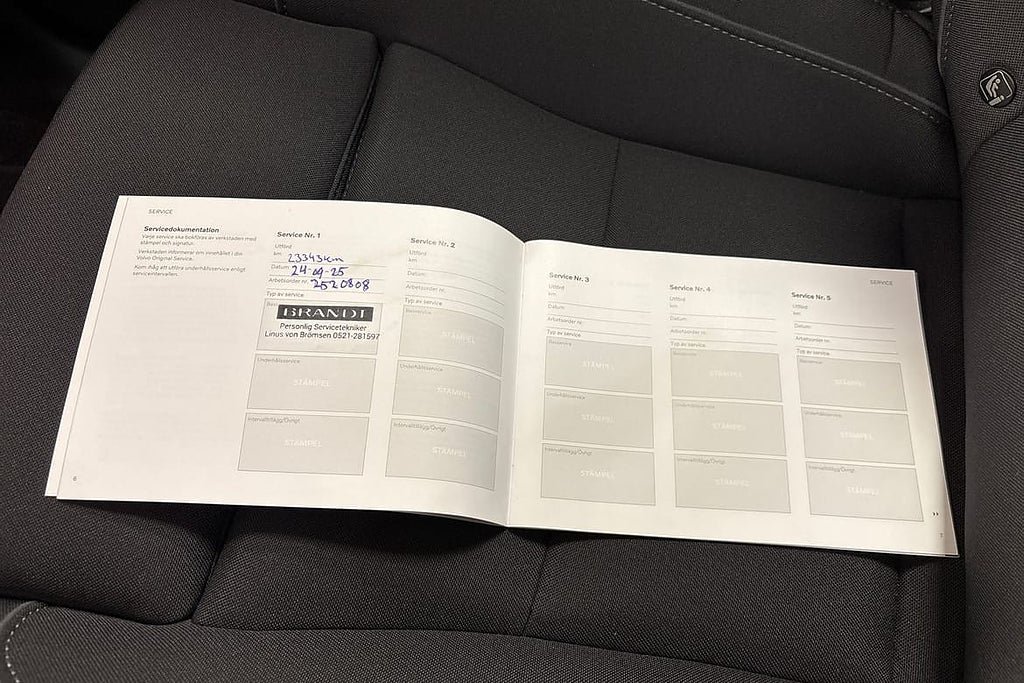 SERVICE
Servicedokumentation
Varje service ska bokföras av verkstaden med
stämpel och signatur.
Verkstaden informerar om innehållet i din
Volvo Original Service.
Kom ihåg att utföra underhållsservice enligt
serviceintervallen.
6
Service Nr. 1
Utförd
km 23343km
Datum: 24-09-25
Arbetsorder nr. 2520808
Typ av service
BRANDT
Personlig Servicetekniker
Linus von Brömsen 0521-281597
Underhållsservice
STÄMPEL
Intervalltillägg/Övrigt
STÄMPEL
Service Nr. 2
Utförd
km
Datum:
Arbetsorder nr.
Typ av service
Basservice
STÄMPEL
Underhållsservice
STÄMPEL
Intervalltillägg/Övrigt
STÄMPEL
Service Nr. 3
Utförd
km
Datum:
Arbetsorder nr.
Typ av service
Basservice
STÄMPEL
Underhållsservice
STÄMPEL
Intervalltillägg/Övrigt
STÄMPEL
Service Nr. 4
Utförd
km
Datum:
Arbetsorder nr.
Typ av service
Basservice
STÄMPEL
Underhållsservice
STÄMPEL
Intervalltillägg/Övrigt
STÄMPEL
SERVICE
Service Nr. 5
Utförd
km
Datum:
Arbetsorder nr.
Typ av service
Basservice
STÄMPEL
Underhållsservice
STÄMPEL
Intervalltillägg/Övrigt
STÄMPEL
››
7